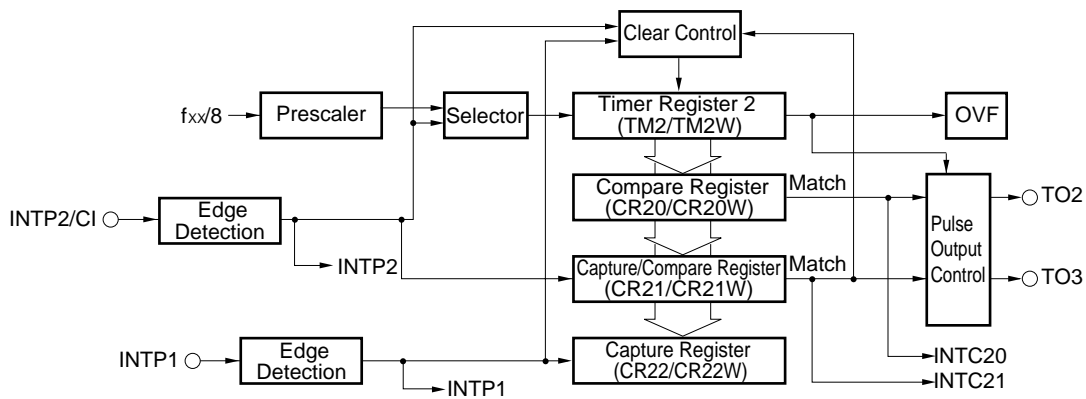 Clear Control
fxx/8
Prescaler
Selector
Timer Register 2
(TM2/TM2W)
OVF
Compare Register
(CR20/CR20W)
Match
INTP2/CI
Edge
Detection
INTP2
Capture/Compare Register
(CR21/CR21W)
Match
Pulse
Output
Control
TO2
TO3
INTP1
Edge
Detection
INTP1
Capture Register
(CR22/CR22W)
INTC20
INTC21